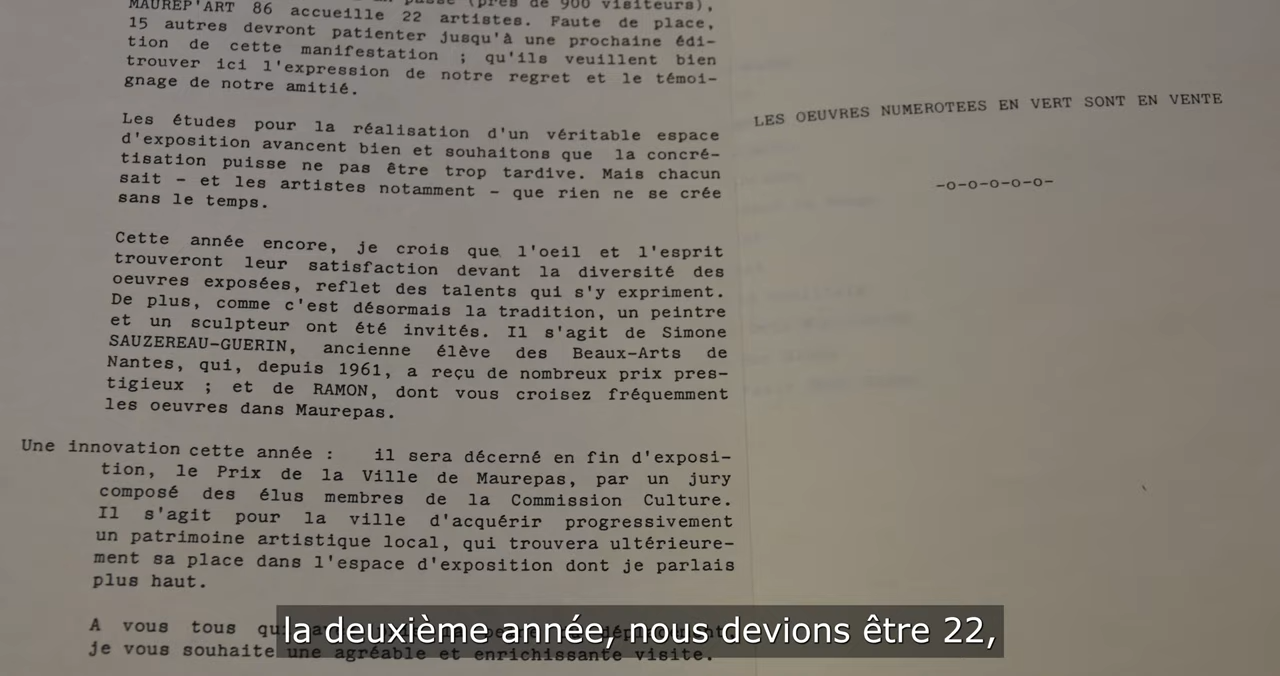 passé (près de 900 visiteurs),
MAUREP'ART 86 accueille 22 artistes. Faute de place,
15 autres devront patienter jusqu'à une prochaine édi-
tion de cette manifestation ; qu'ils veuillent bien
trouver ici l'expression de notre regret et le témoi-
gnage de notre amitié.
Les études pour la réalisation d'un véritable espace
d'exposition avancent bien et souhaitons que la concré-
tisation puisse ne pas être trop tardive. Mais chacun
sait - et les artistes notamment - que rien ne se crée
sans le temps.
Cette année encore, je crois que l'oeil et l'esprit
trouveront leur satisfaction devant la diversité des
oeuvres exposées, reflet des talents qui s'y expriment.
De plus, comme c'est désormais la tradition, un peintre
et un sculpteur ont été invités. Il s'agit de Simone
SAUZEREAU-GUERIN, ancienne élève des Beaux-Arts de
Nantes, qui, depuis 1961, a reçu de nombreux prix pres-
tigieux ; et de RAMON, dont vous croisez fréquemment
les oeuvres dans Maurepas.
Une innovation cette année : il sera décerné en fin d'exposi-
tion, le Prix de la Ville de Maurepas, par un jury
composé des élus membres de la Commission Culture.
Il s'agit pour la ville d'acquérir progressivement
un patrimoine artistique local, qui trouvera ultérieure-
ment sa place dans l'espace d'exposition dont je parlais
plus haut.
A vous tous
je vous souhaite une agréable et enrichissante visite.
LES OEUVRES NUMEROTEES EN VERT SONT EN VENTE
-o-o-o-o-o-
la deuxième année, nous devions être 22,